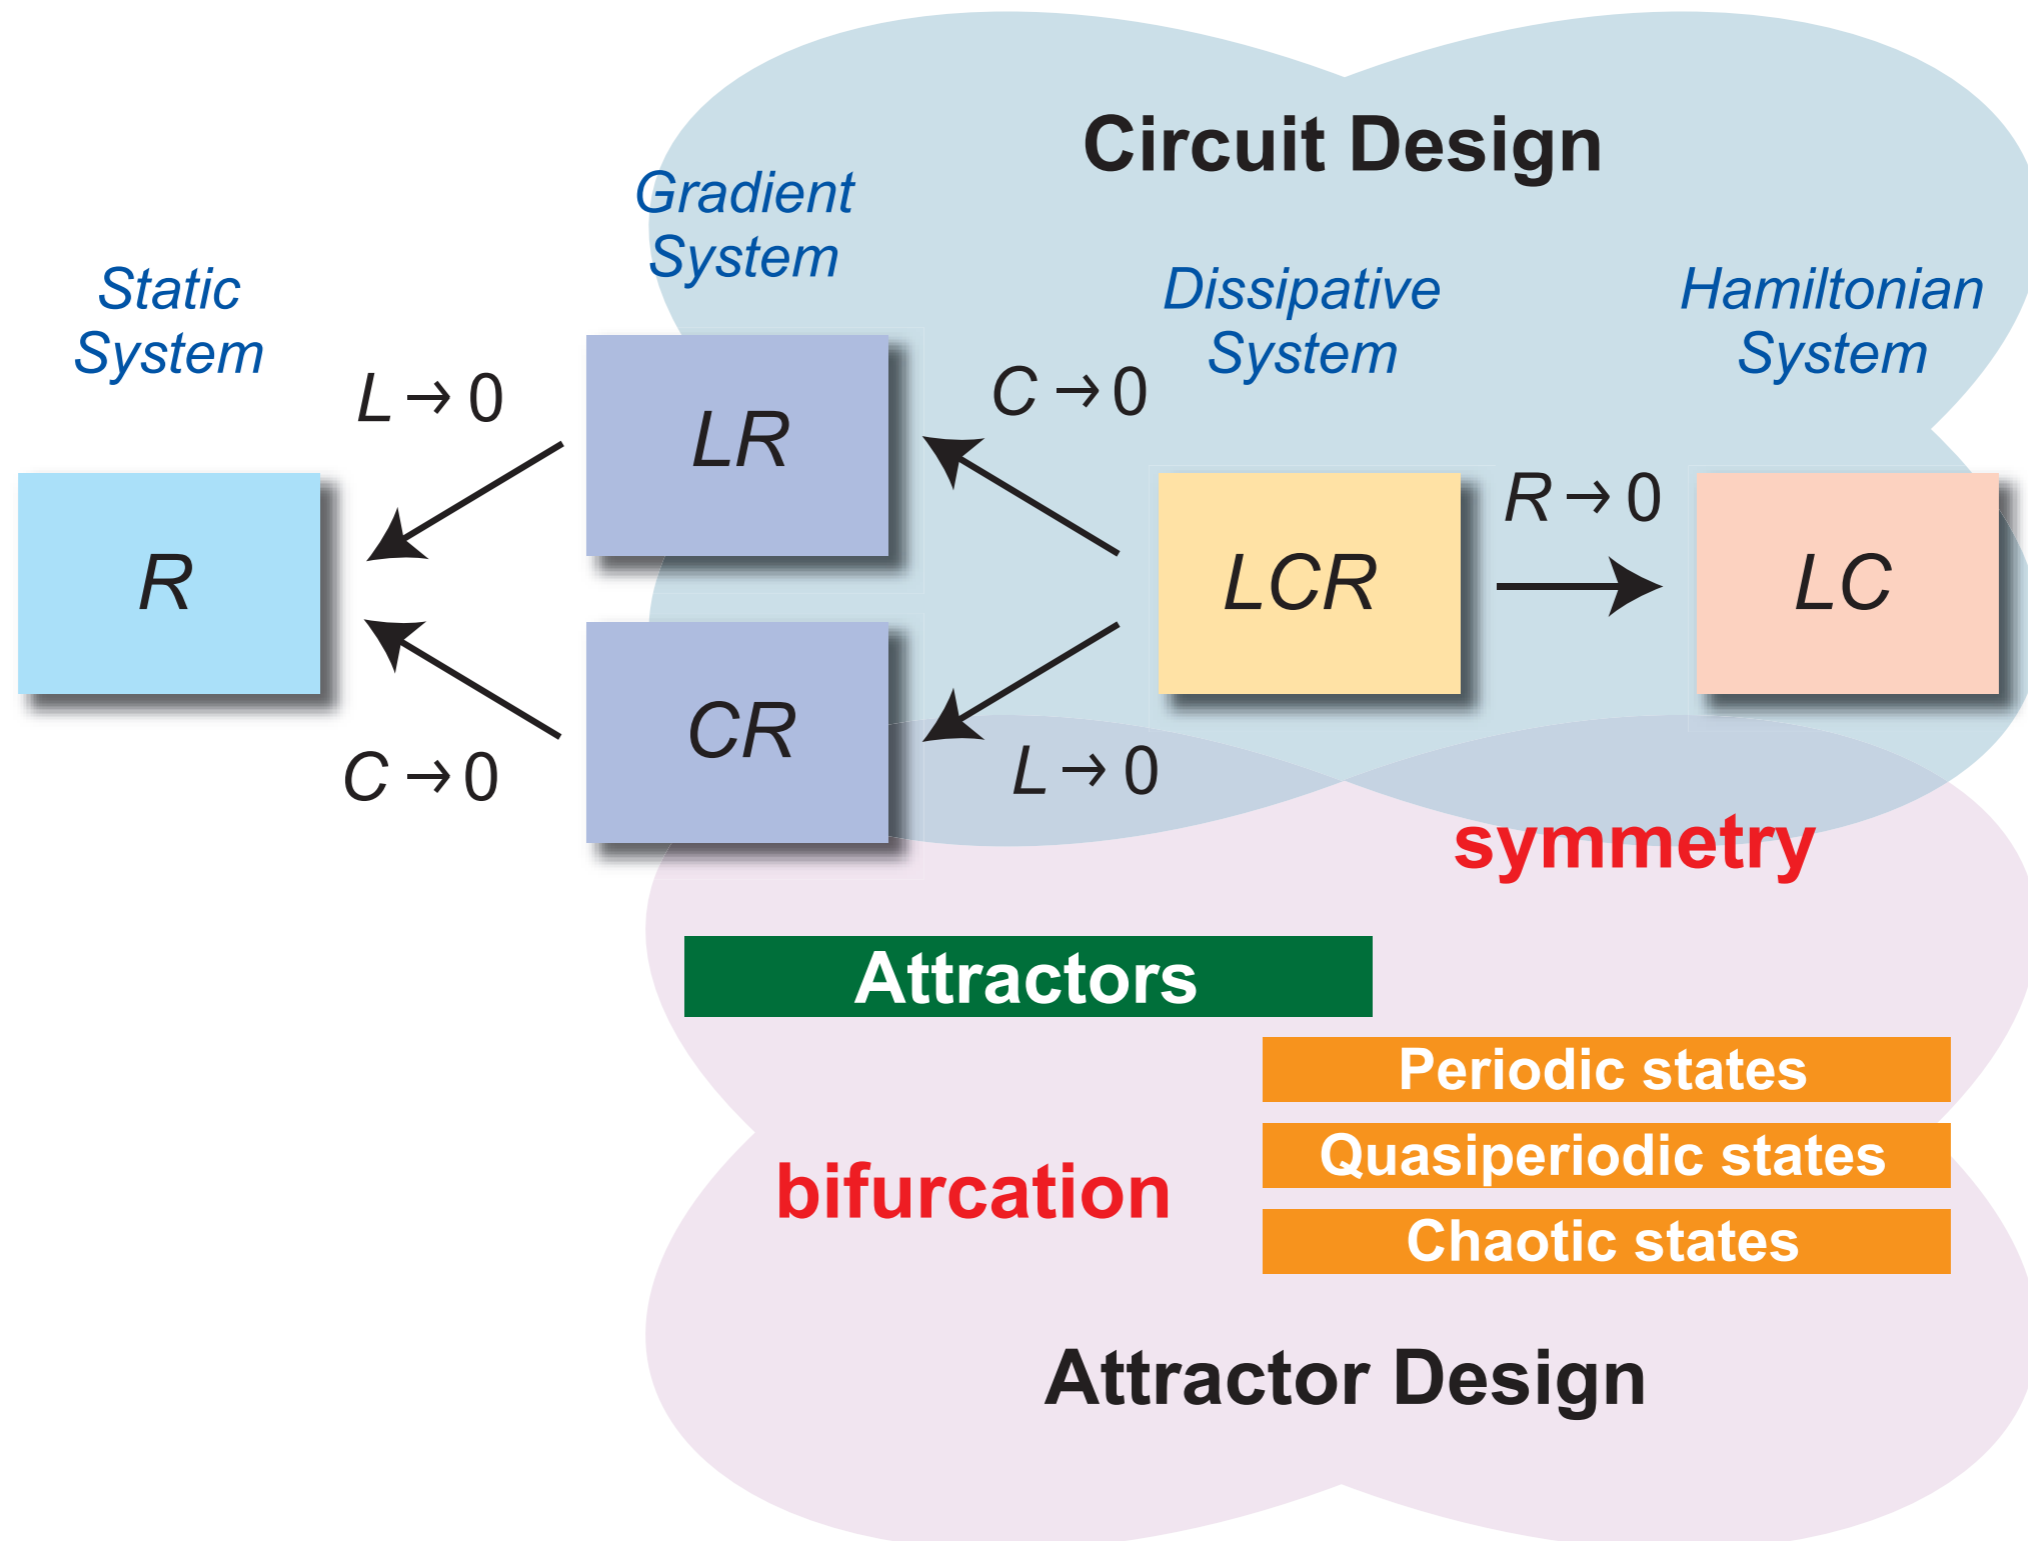 Circuit Design
Gradient
System
Static
System
Dissipative
System
Hamiltonian
System
L → 0
C → 0
LR
R → 0
R
LCR
LC
CR
C → 0
L → 0
symmetry
Attractors
Periodic states
Quasiperiodic states
bifurcation
Chaotic states
Attractor Design